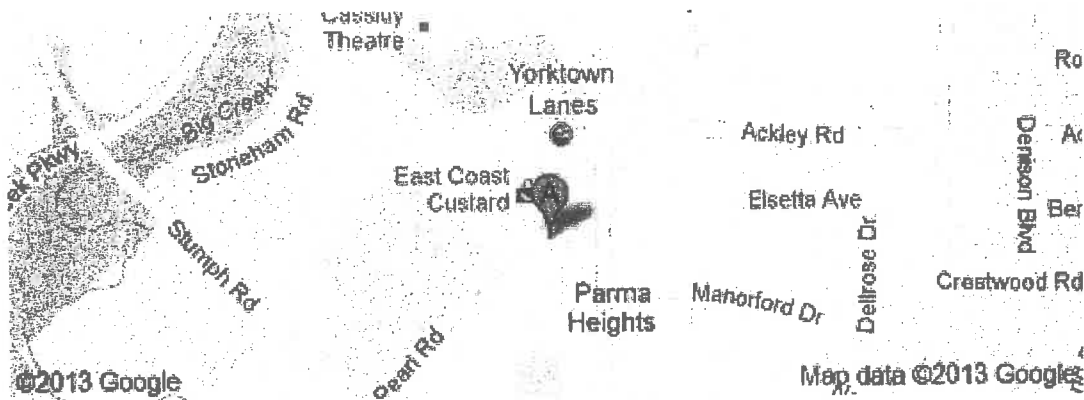 Cassidy
Theatre
Yorktown
Lanes
Big Creek
Stoneham Rd
Ackley Rd
Denison Blvd
East Coast
Custard
A
Elsetta Ave
Stumph Rd
Dellrose Dr
Crestwood Rd
Parma
Heights
Manorford Dr
Pearl Rd
©2013 Google
Map data ©2013 Google